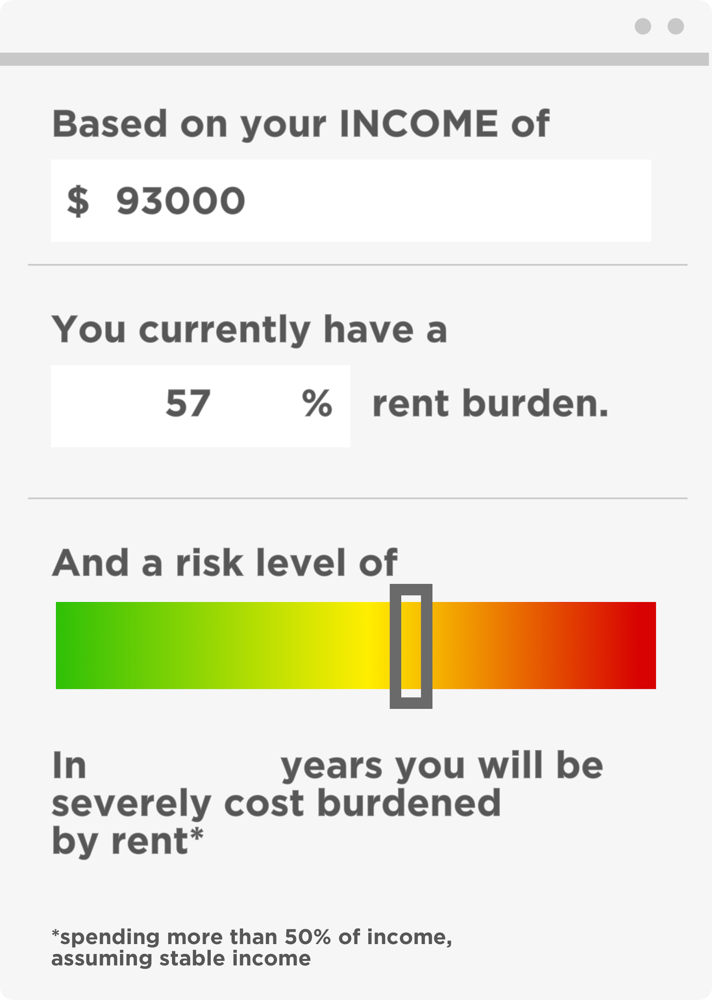 Based on your INCOME of
$ 93000
You currently have a
57 % rent burden.
And a risk level of
In years you will be
severely cost burdened
by rent*
*spending more than 50% of income,
assuming stable income